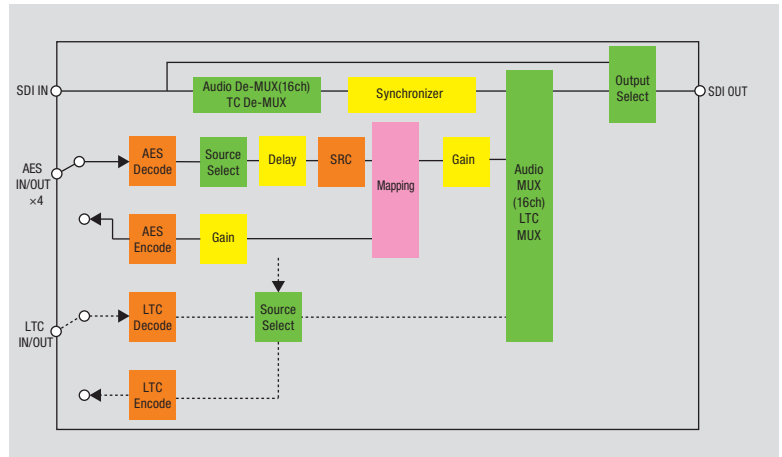 SDI IN
Audio De-MUX(16ch)
TC De-MUX
Synchronizer
Output
Select
SDI OUT
AES
IN/OUT
×4
AES
Decode
Source
Select
Delay
SRC
Mapping
Gain
Audio
MUX
(16ch)
LTC
MUX
AES
Encode
Gain
LTC
IN/OUT
LTC
Decode
Source
Select
LTC
Encode